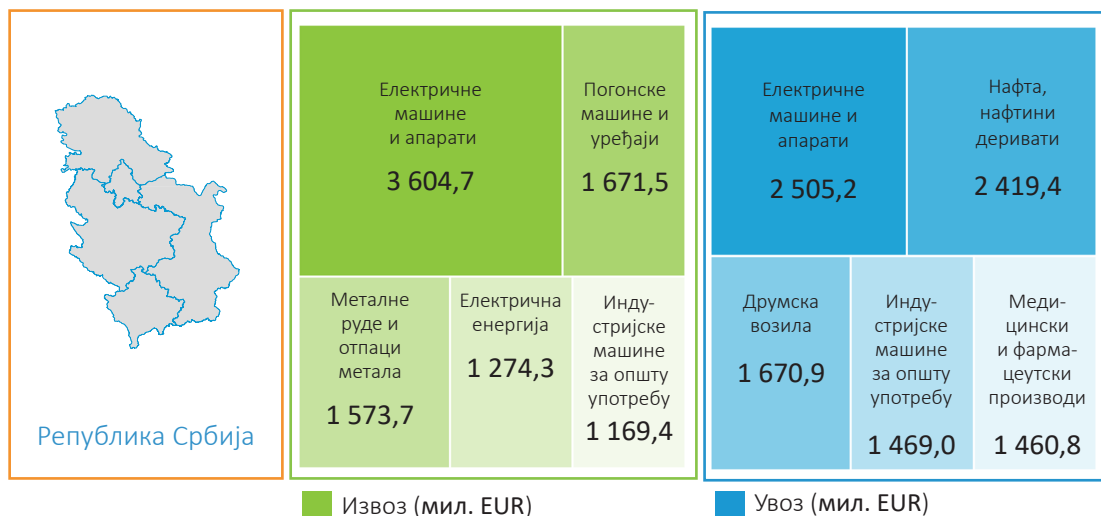 Република Србија
Електричне
машине
и апарати
3 604,7
Погонске
машине и
уређаји
1 671,5
Металне
руде и
отпаци
метала
1 573,7
Електрична
енергија
1 274,3
Инду-
стријске
машине
за општу
употребу
1 169,4
Извоз (мил. EUR)
Електричне
машине и
апарати
2 505,2
Нафта,
нафтини
деривати
2 419,4
Друмска
возила
1 670,9
Инду-
стријске
машине
за општу
употребу
1 469,0
Меди-
цински
и фарма-
цеутски
производи
1 460,8
Увоз (мил. EUR)